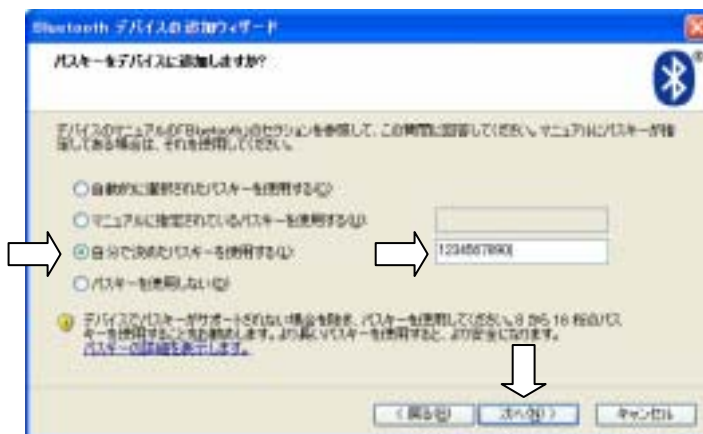 Bluetooth デバイスの追加ウィザード
パスキーをデバイスに追加しますか?
デバイスのマニュアルの「Bluetooth」のセクションを参照して、この質問に回答してください。マニュアルにパスキーが指
定してある場合は、それを使用してください。
自動的に選択されたパスキーを使用する(C)
マニュアルに指定されているパスキーを使用する(U):
自分で決めたパスキーを使用する(L):
1234567890
パスキーを使用しない(D)
デバイスでパスキーがサポートされない場合を除き、パスキーを使用してください。8 から 16 桁のパス
キーを使用することをお勧めします。より長いパスキーを使用すると、より安全になります。
パスキーの詳細を表示します。
< 戻る(B)
次へ(N) >
キャンセル